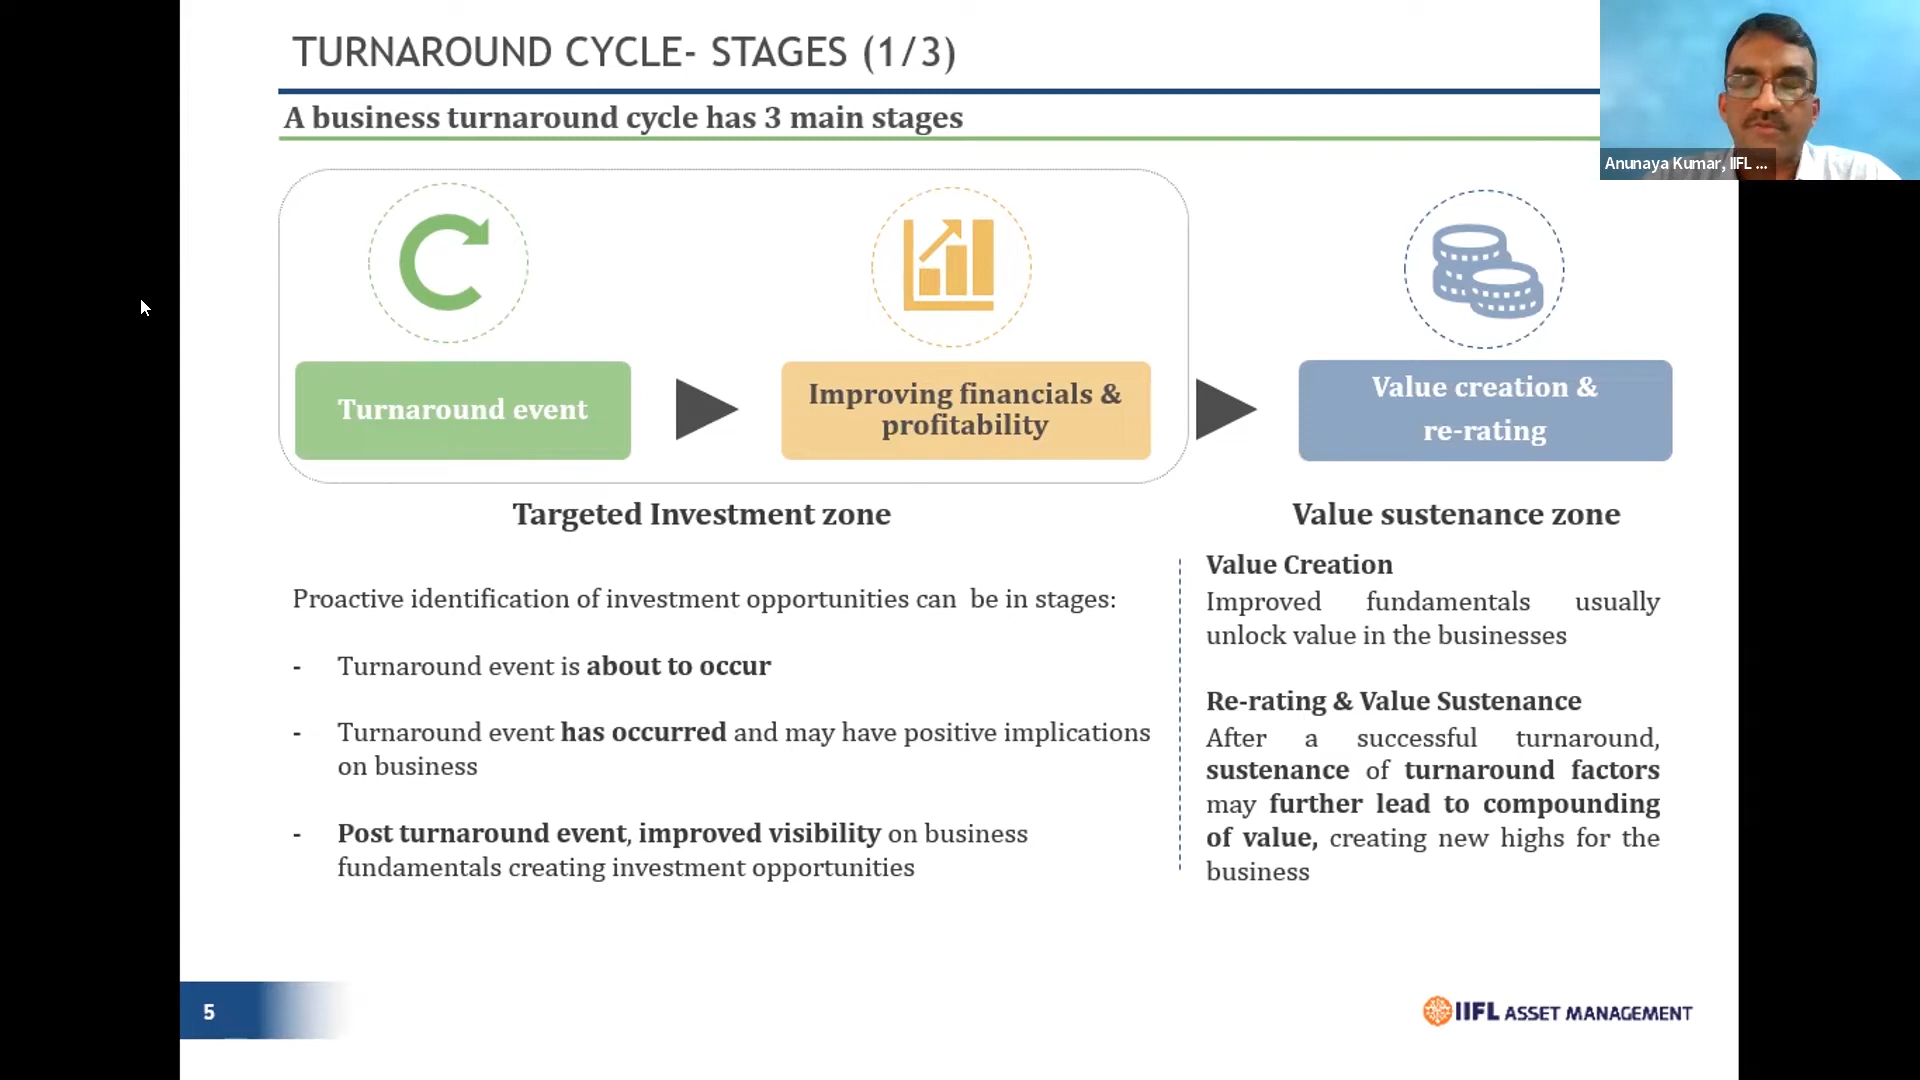 TURNAROUND CYCLE- STAGES (1/3)
A business turnaround cycle has 3 main stages
Anunaya Kumar, IIFL ...
Turnaround event
Improving financials &
profitability
Value creation &
re-rating
Targeted Investment zone
Proactive identification of investment opportunities can be in stages:
- Turnaround event is about to occur
- Turnaround event has occurred and may have positive implications
on business
- Post turnaround event, improved visibility on business
fundamentals creating investment opportunities
Value sustenance zone
Value Creation
Improved fundamentals usually
unlock value in the businesses
Re-rating & Value Sustenance
After a successful turnaround,
sustenance of turnaround factors
may further lead to compounding
of value, creating new highs for the
business
5
IIFL ASSET MANAGEMENT